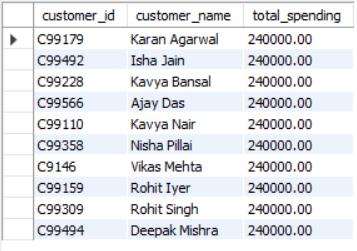 customer_id customer_name total_spending
C99179 Karan Agarwal 240000.00
C99492 Isha Jain 240000.00
C99228 Kavya Bansal 240000.00
C99566 Ajay Das 240000.00
C99110 Kavya Nair 240000.00
C99358 Nisha Pillai 240000.00
C9146 Vikas Mehta 240000.00
C99159 Rohit Iyer 240000.00
C99309 Rohit Singh 240000.00
C99494 Deepak Mishra 240000.00